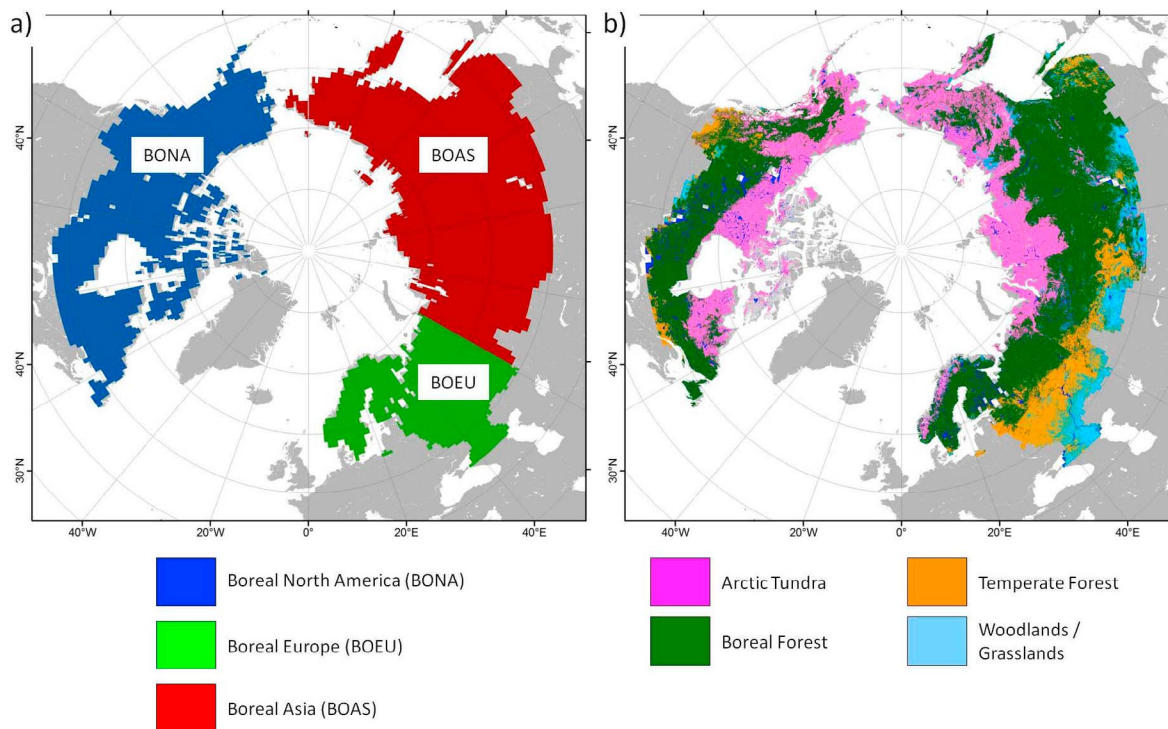 a)
b)
BONA
BOAS
BOEU
40°N
40°N
30°N
40°W
20°W
0°
20°E
40°E
40°N
40°N
30°N
40°W
20°W
0°
20°E
40°E
Boreal North America (BONA)
Boreal Europe (BOEU)
Boreal Asia (BOAS)
Arctic Tundra
Boreal Forest
Temperate Forest
Woodlands /
Grasslands